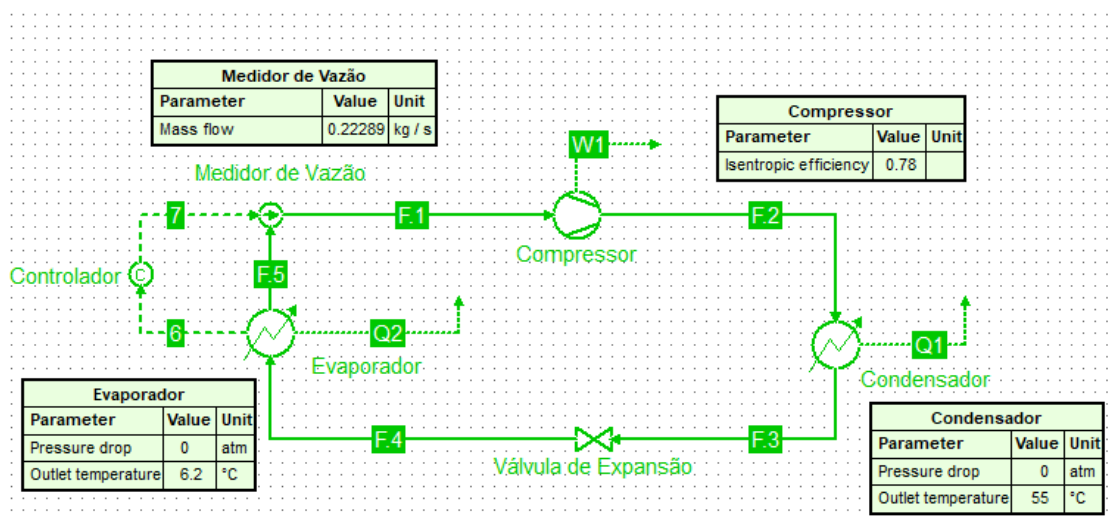 Medidor de Vazão
Parameter Value Unit
Mass flow 0.22289 kg / s
Compressor
Parameter Value Unit
Isentropic efficiency 0.78
W1
Medidor de Vazão
7
F.1
F.2
Compressor
Controlador
C
F.5
6
Q2
Q1
Evaporador
Condensador
Evaporador
Parameter Value Unit
Pressure drop 0 atm
Outlet temperature 6.2 °C
F.4
F.3
Válvula de Expansão
Condensador
Parameter Value Unit
Pressure drop 0 atm
Outlet temperature 55 °C